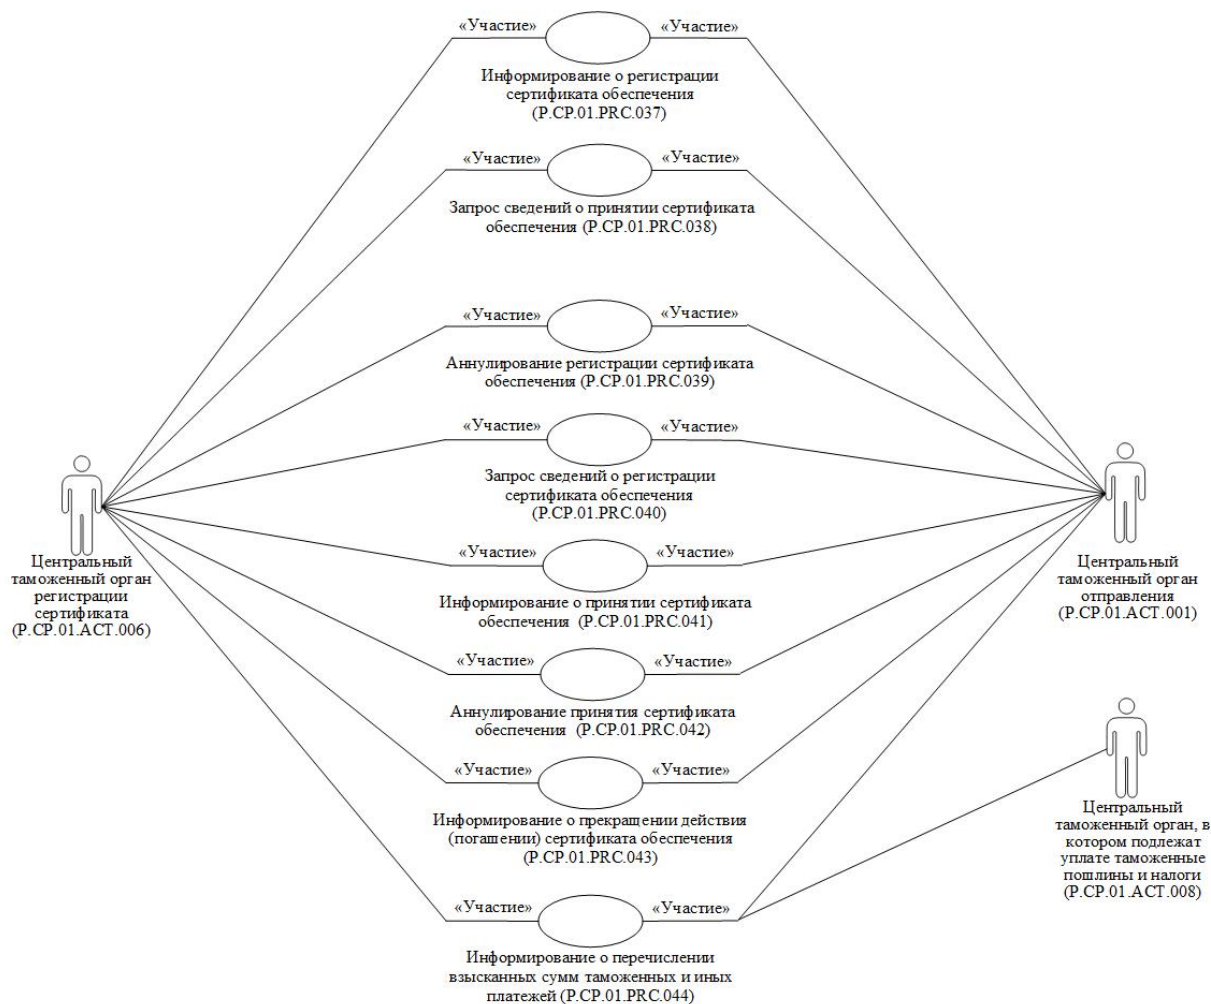 «Участие» «Участие»
Информирование о регистрации
сертификата обеспечения
(P.CP.01.PRC.037)
«Участие» «Участие»
Запрос сведений о принятии сертификата
обеспечения (P.CP.01.PRC.038)
«Участие» «Участие»
Аннулирование регистрации сертификата
обеспечения (P.CP.01.PRC.039)
«Участие» «Участие»
Запрос сведений о регистрации
сертификата обеспечения
(P.CP.01.PRC.040)
Центральный
таможенный орган
регистрации
сертификата
(P.CP.01.ACT.006)
Центральный
таможенный орган
отправления
(P.CP.01.ACT.001)
«Участие» «Участие»
Информирование о принятии сертификата
обеспечения (P.CP.01.PRC.041)
«Участие» «Участие»
Аннулирование принятия сертификата
обеспечения (P.CP.01.PRC.042)
«Участие» «Участие»
Информирование о прекращении действия
(погашении) сертификата обеспечения
(P.CP.01.PRC.043)
Центральный
таможенный орган, в
котором подлежат
уплате таможенные
пошлины и налоги
(P.CP.01.ACT.008)
«Участие» «Участие»
Информирование о перечислении
взысканных сумм таможенных и иных
платежей (P.CP.01.PRC.044)